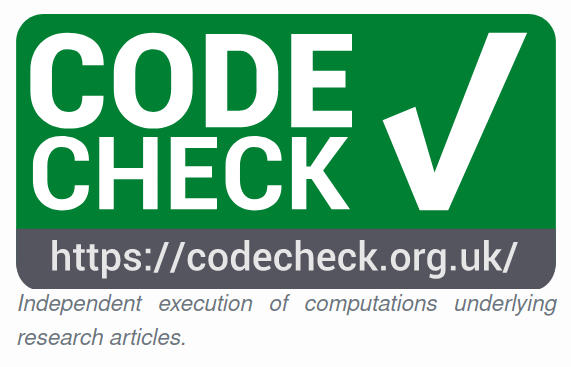 CODE
CHECK
https://codecheck.org.uk/
Independent execution of computations underlying
research articles.